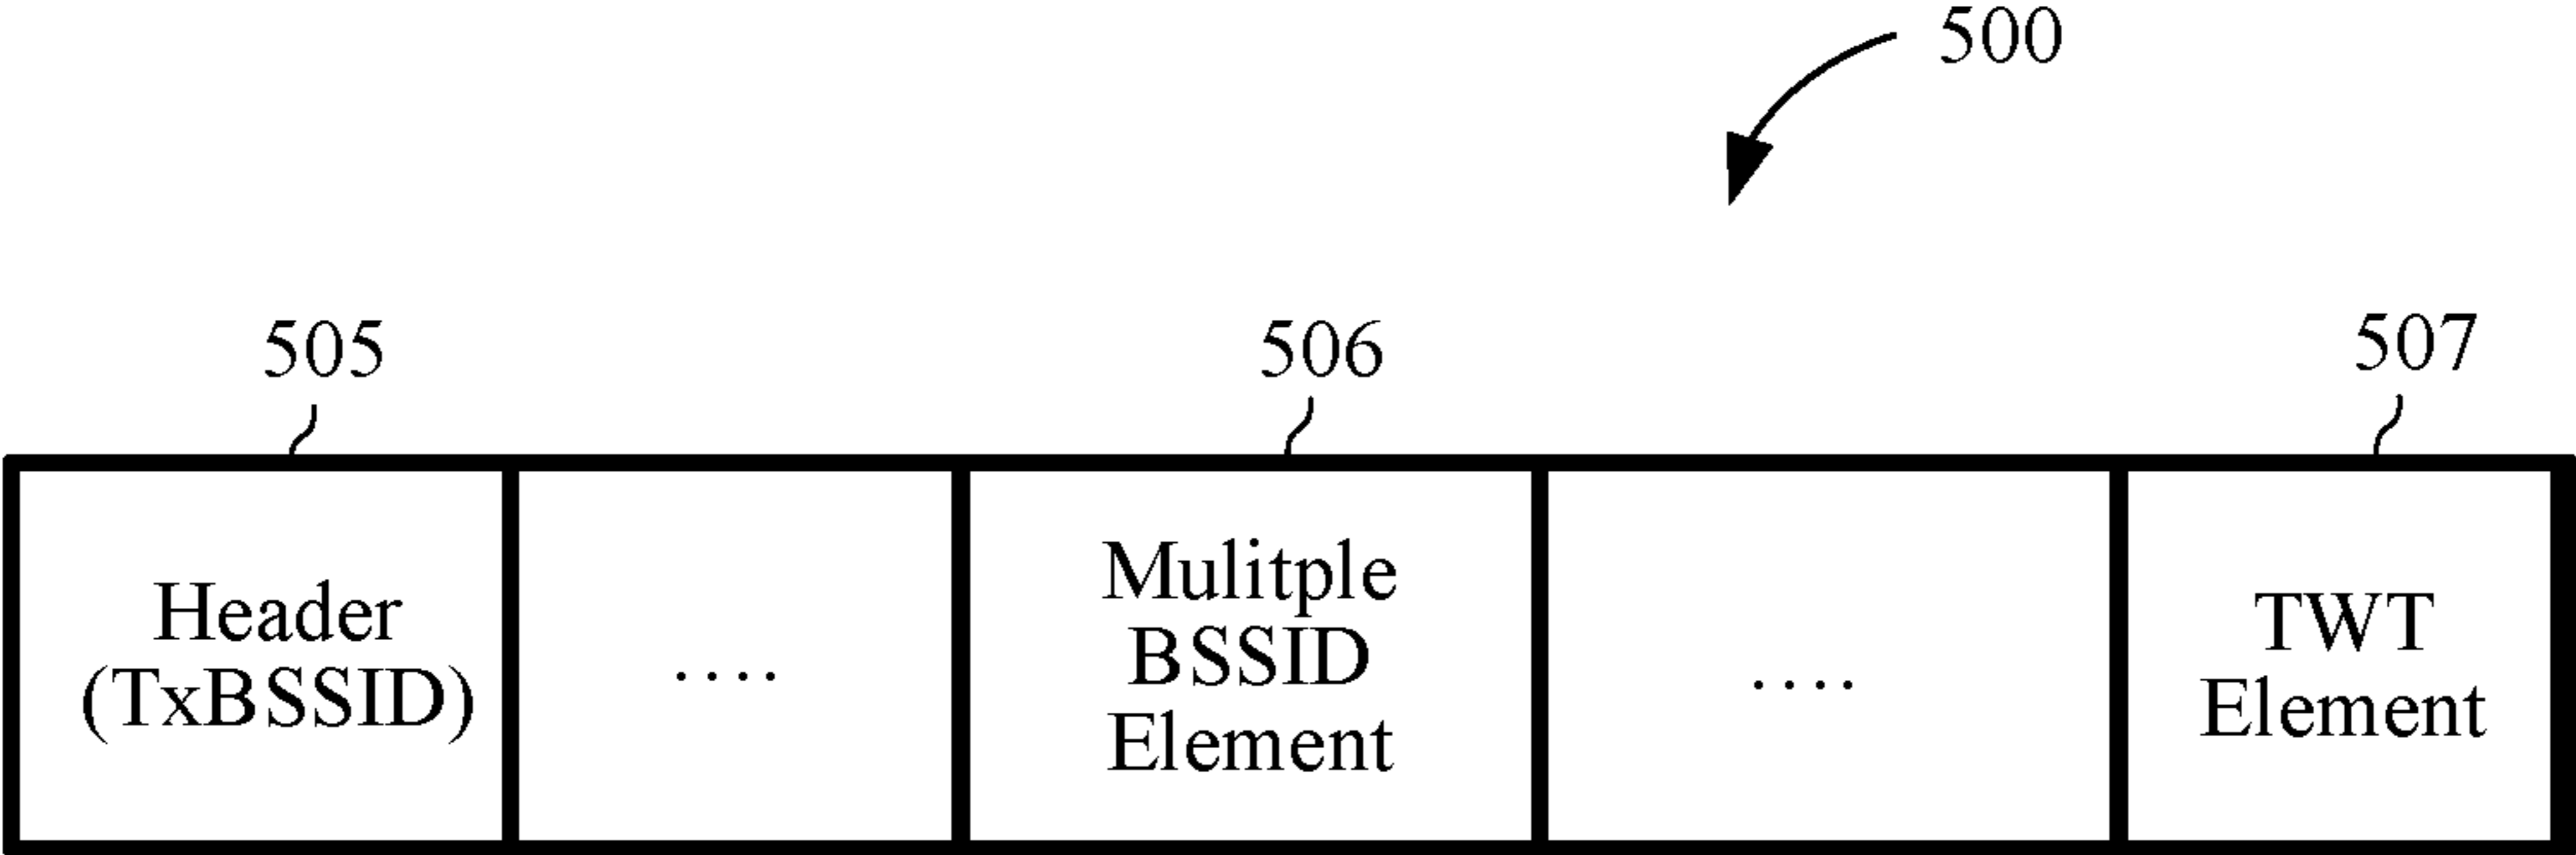 500
505
506
507
Header
(TxBSSID)
....
Mulitple
BSSID
Element
....
TWT
Element